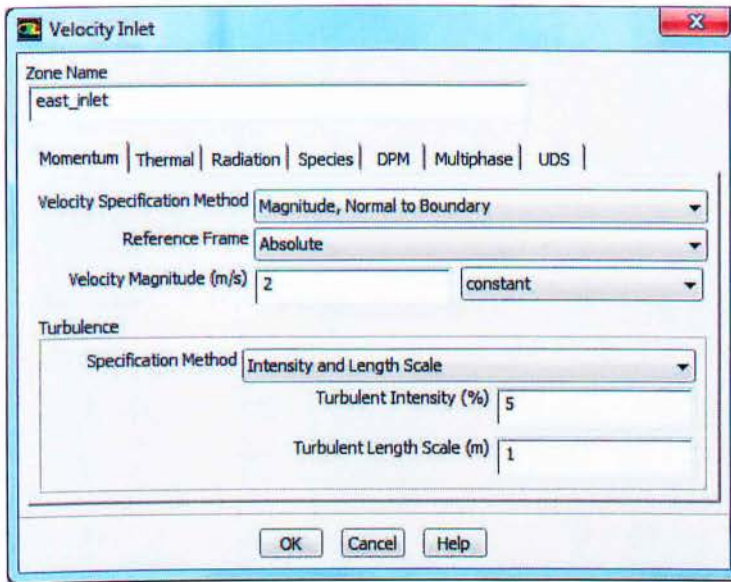 Velocity Inlet
Zone Name
east_inlet
Momentum Thermal Radiation Species DPM Multiphase UDS
Velocity Specification Method Magnitude, Normal to Boundary
Reference Frame Absolute
Velocity Magnitude (m/s) 2 constant
Turbulence
Specification Method Intensity and Length Scale
Turbulent Intensity (%) 5
Turbulent Length Scale (m) 1
OK Cancel Help